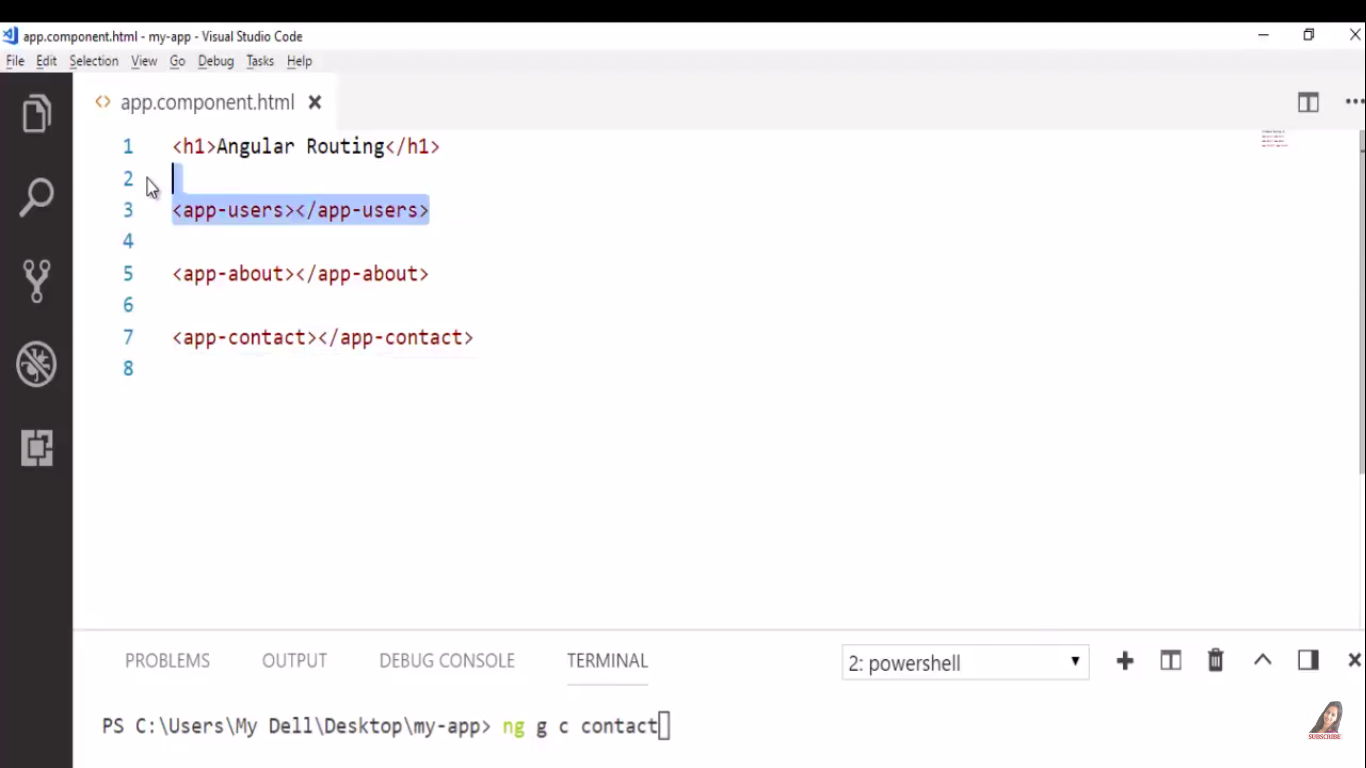 app.component.html - my-app - Visual Studio Code
File Edit Selection View Go Debug Tasks Help
<> app.component.html
1 <h1>Angular Routing</h1>
2
3 <app-users></app-users>
4
5 <app-about></app-about>
6
7 <app-contact></app-contact>
8
PROBLEMS OUTPUT DEBUG CONSOLE TERMINAL 2: powershell
PS C:\Users\My Dell\Desktop\my-app> ng g c contact
SUBSCRIBE